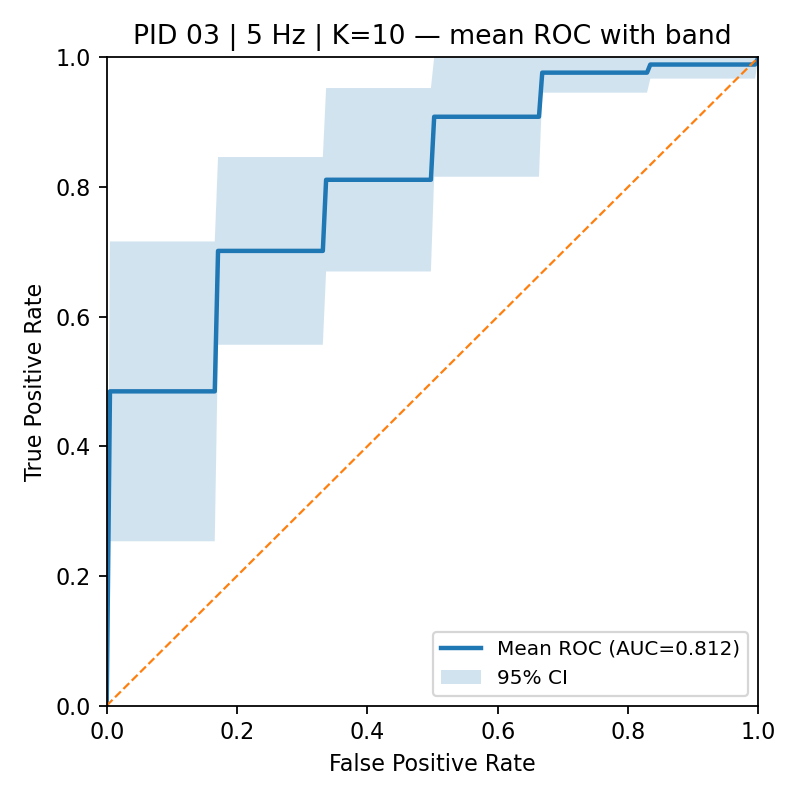 PID 03 | 5 Hz | K=10 — mean ROC with band
1.0
0.8
0.6
0.4
0.2
0.0
True Positive Rate
Mean ROC (AUC=0.812)
95% CI
0.0 0.2 0.4 0.6 0.8 1.0
False Positive Rate